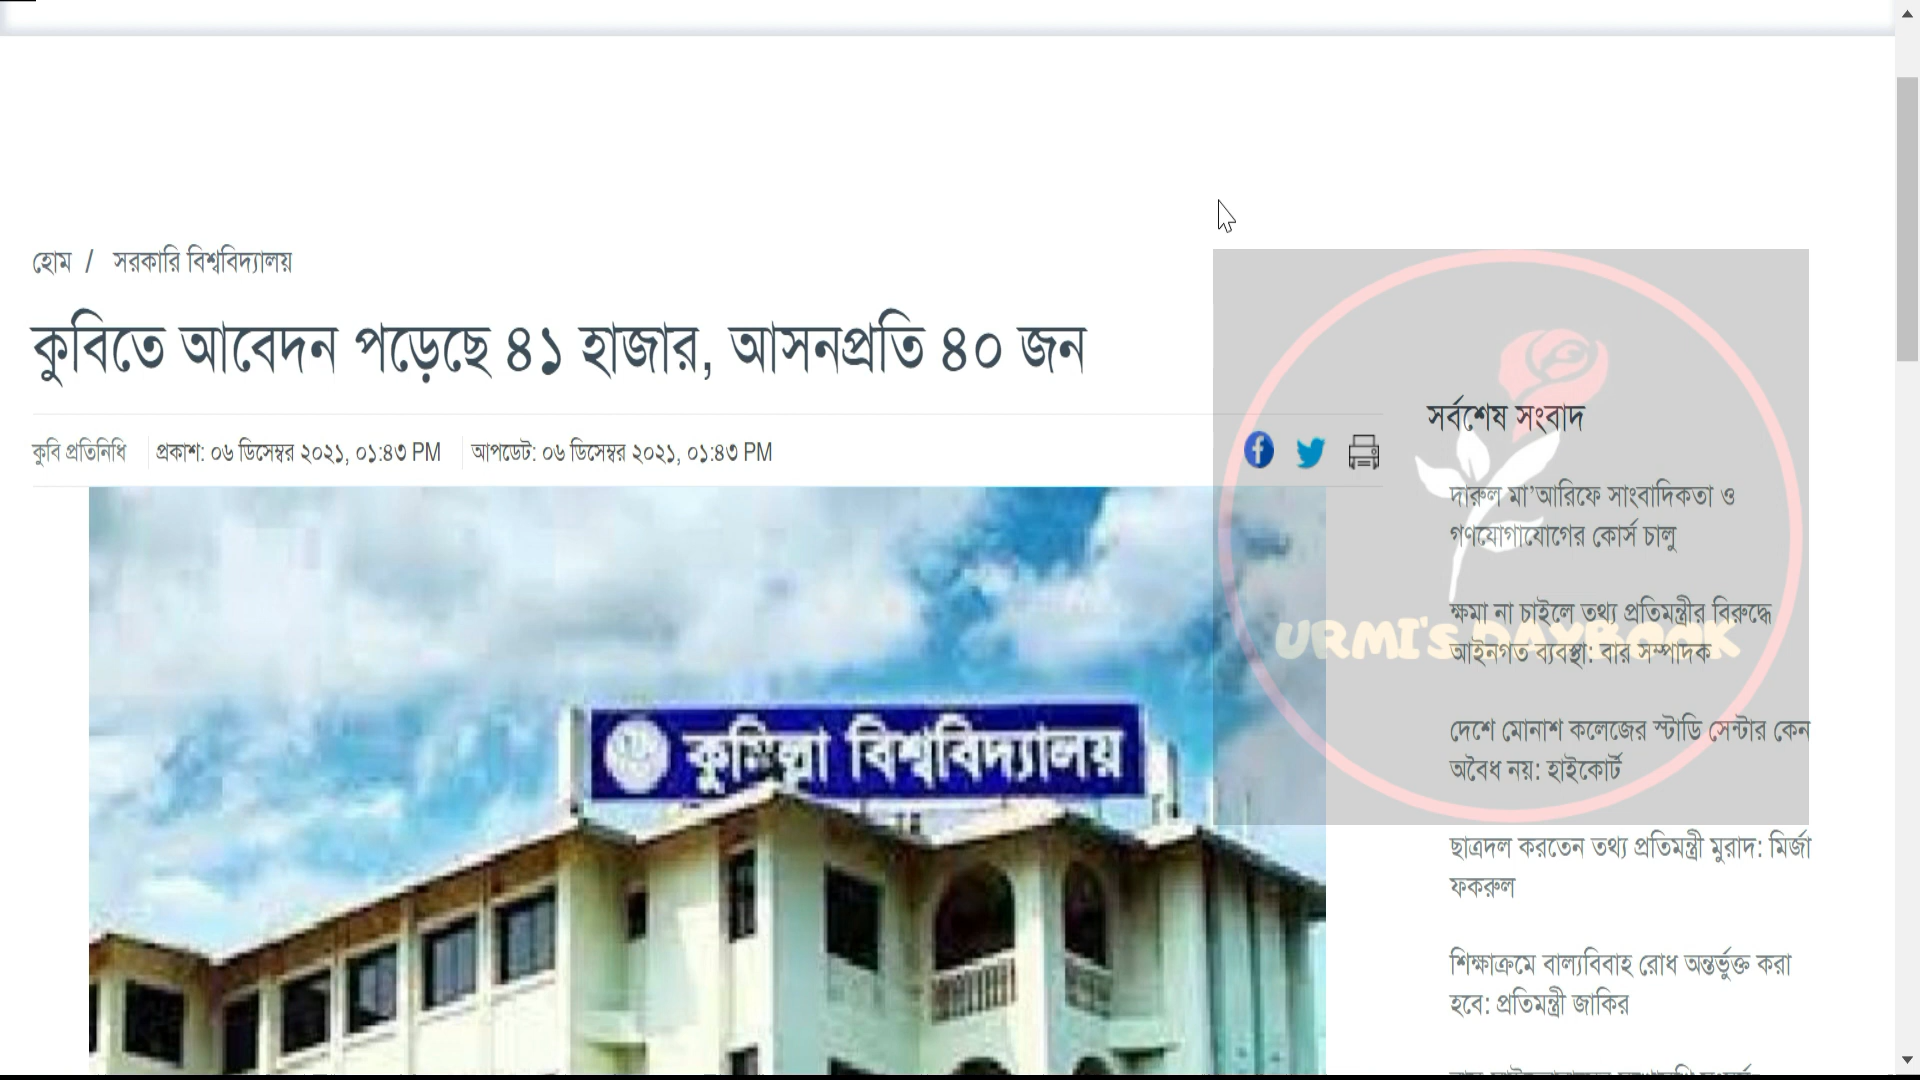 হোম / সরকারি বিশ্ববিদ্যালয়
কুবিতে আবেদন পড়েছে ৪১ হাজার, আসনপ্রতি ৪০ জন
কুবি প্রতিনিধি প্রকাশ: ০৬ ডিসেম্বর ২০২১, ০১:৪৩ PM আপডেট: ০৬ ডিসেম্বর ২০২১, ০১:৪৩ PM
কুমিল্লা বিশ্ববিদ্যালয়
সর্বশেষ সংবাদ
দারুল মা'আরিফে সাংবাদিকতা ও
গণযোগাযোগের কোর্স চালু
ক্ষমা না চাইলে তথ্য প্রতিমন্ত্রীর বিরুদ্ধে
আইনগত ব্যবস্থা: বার সম্পাদক
URMI's DAYBOOK
দেশে মোনাশ কলেজের স্টাডি সেন্টার কেন
অবৈধ নয়: হাইকোর্ট
ছাত্রদল করতেন তথ্য প্রতিমন্ত্রী মুরাদ: মির্জা
ফকরুল
শিক্ষাক্রমে বাল্যবিবাহ রোধ অন্তর্ভুক্ত করা
হবে: প্রতিমন্ত্রী জাকির